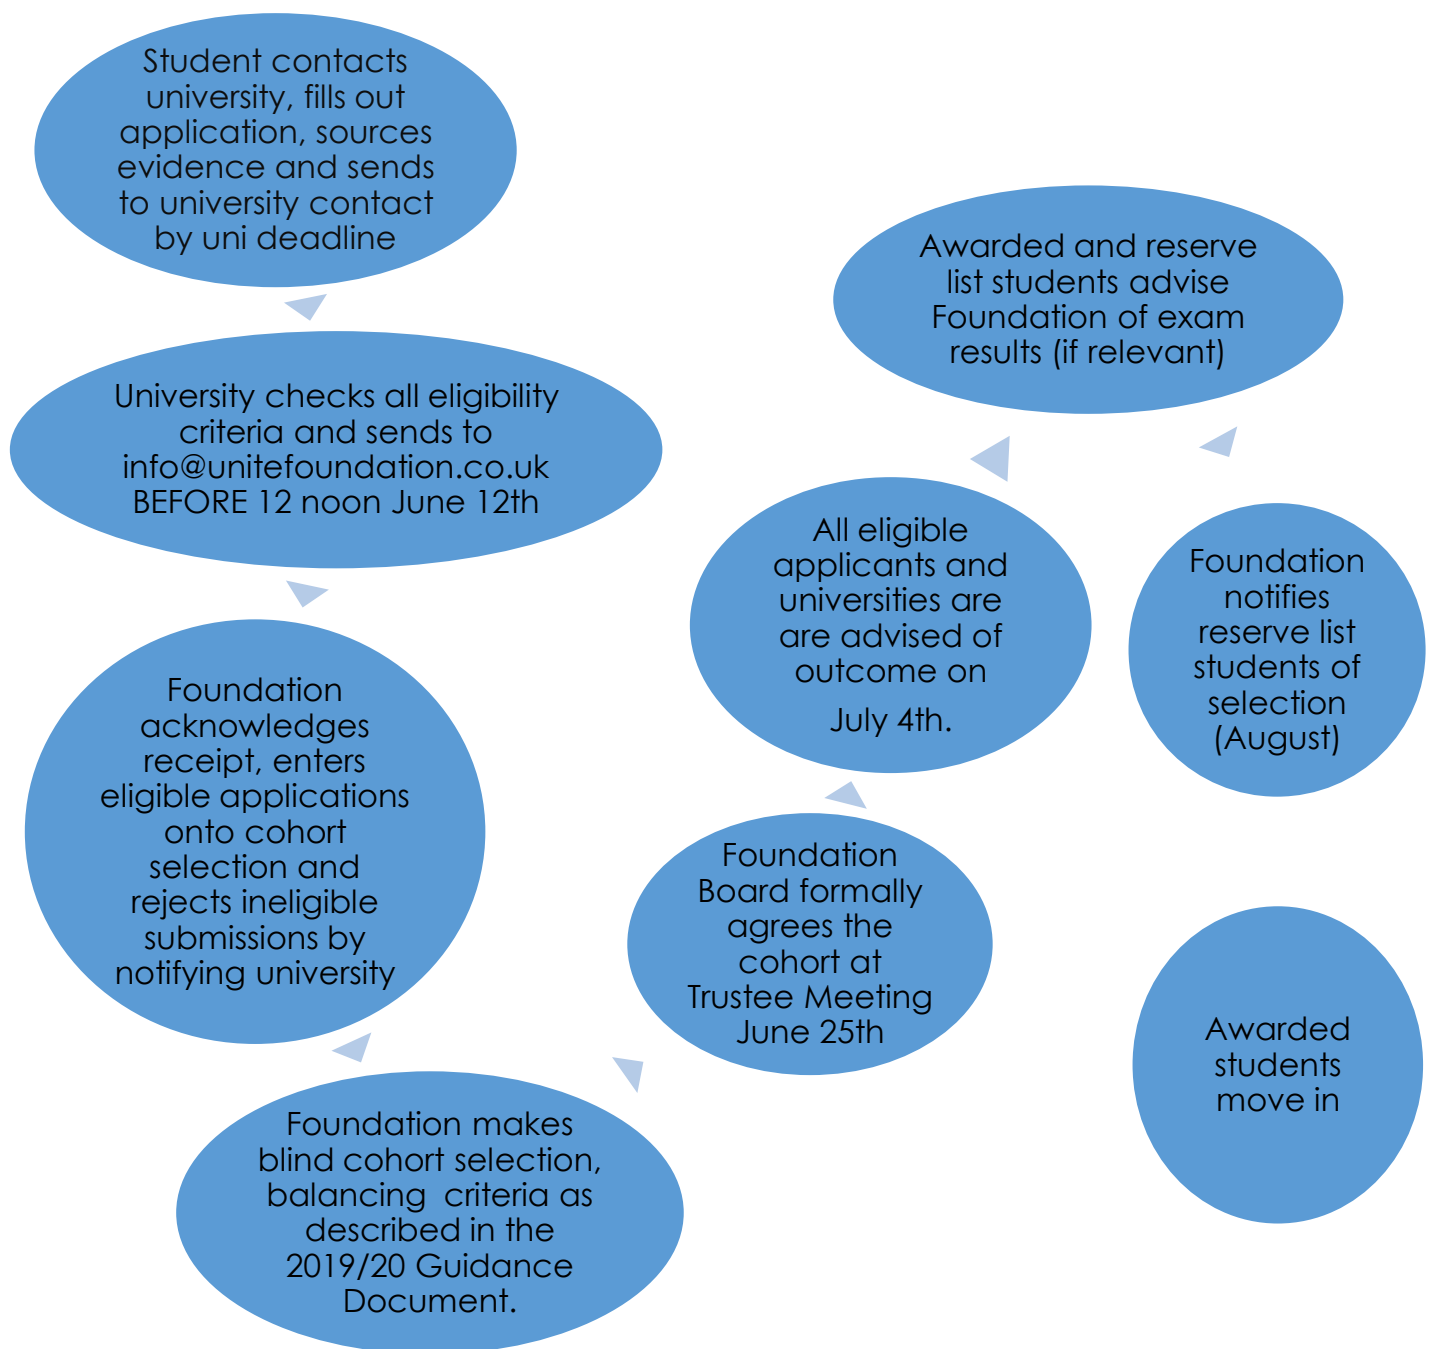 Student contacts
university, fills out
application, sources
evidence and sends
to university contact
by uni deadline
University checks all eligibility
criteria and sends to
info@unitefoundation.co.uk
BEFORE 12 noon June 12th
Foundation
acknowledges
receipt, enters
eligible applications
onto cohort
selection and
rejects ineligible
submissions by
notifying university
Foundation makes
blind cohort selection,
balancing criteria as
described in the
2019/20 Guidance
Document.
Foundation
Board formally
agrees the
cohort at
Trustee Meeting
June 25th
All eligible
applicants and
universities are
are advised of
outcome on
July 4th.
Awarded and reserve
list students advise
Foundation of exam
results (if relevant)
Foundation
notifies
reserve list
students of
selection
(August)
Awarded
students
move in